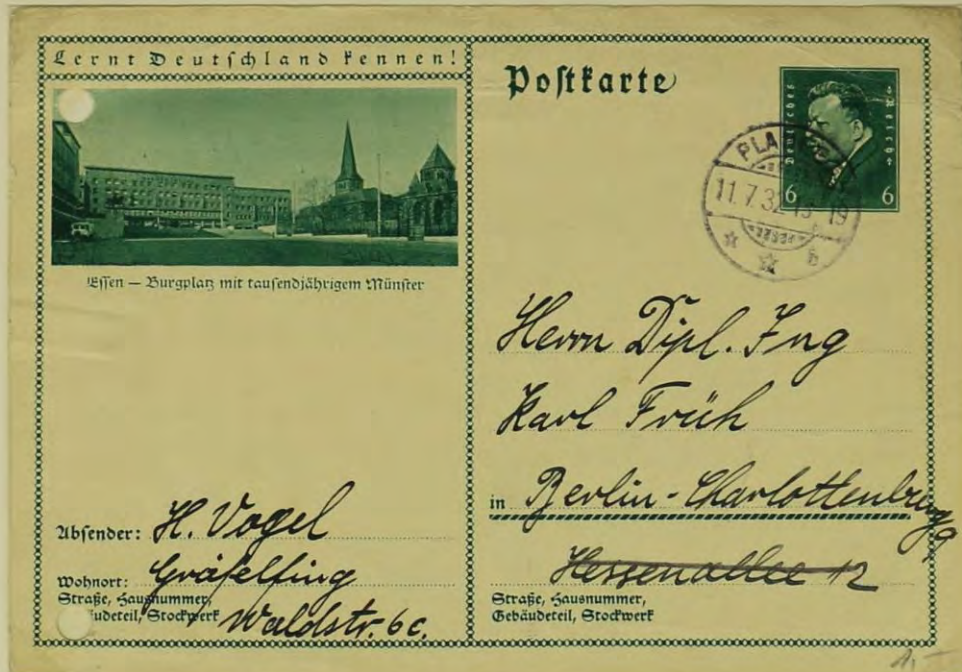 Lernt Deutschland kennen!
Essen — Burgplatz mit tausendjährigem Münster
Absender: H. Vogel
Wohnort: Gräfelfing
Straße, Hausnummer,
Gebäudeteil, Stockwerk Waldstr. 6c.
Postkarte
Deutsches Reich
6 6
PLA
11.7.32 19
Herrn Dipl. Ing
Karl Früh
in Berlin-Charlottenburg 9
Hessenallee 12
Straße, Hausnummer,
Gebäudeteil, Stockwerk